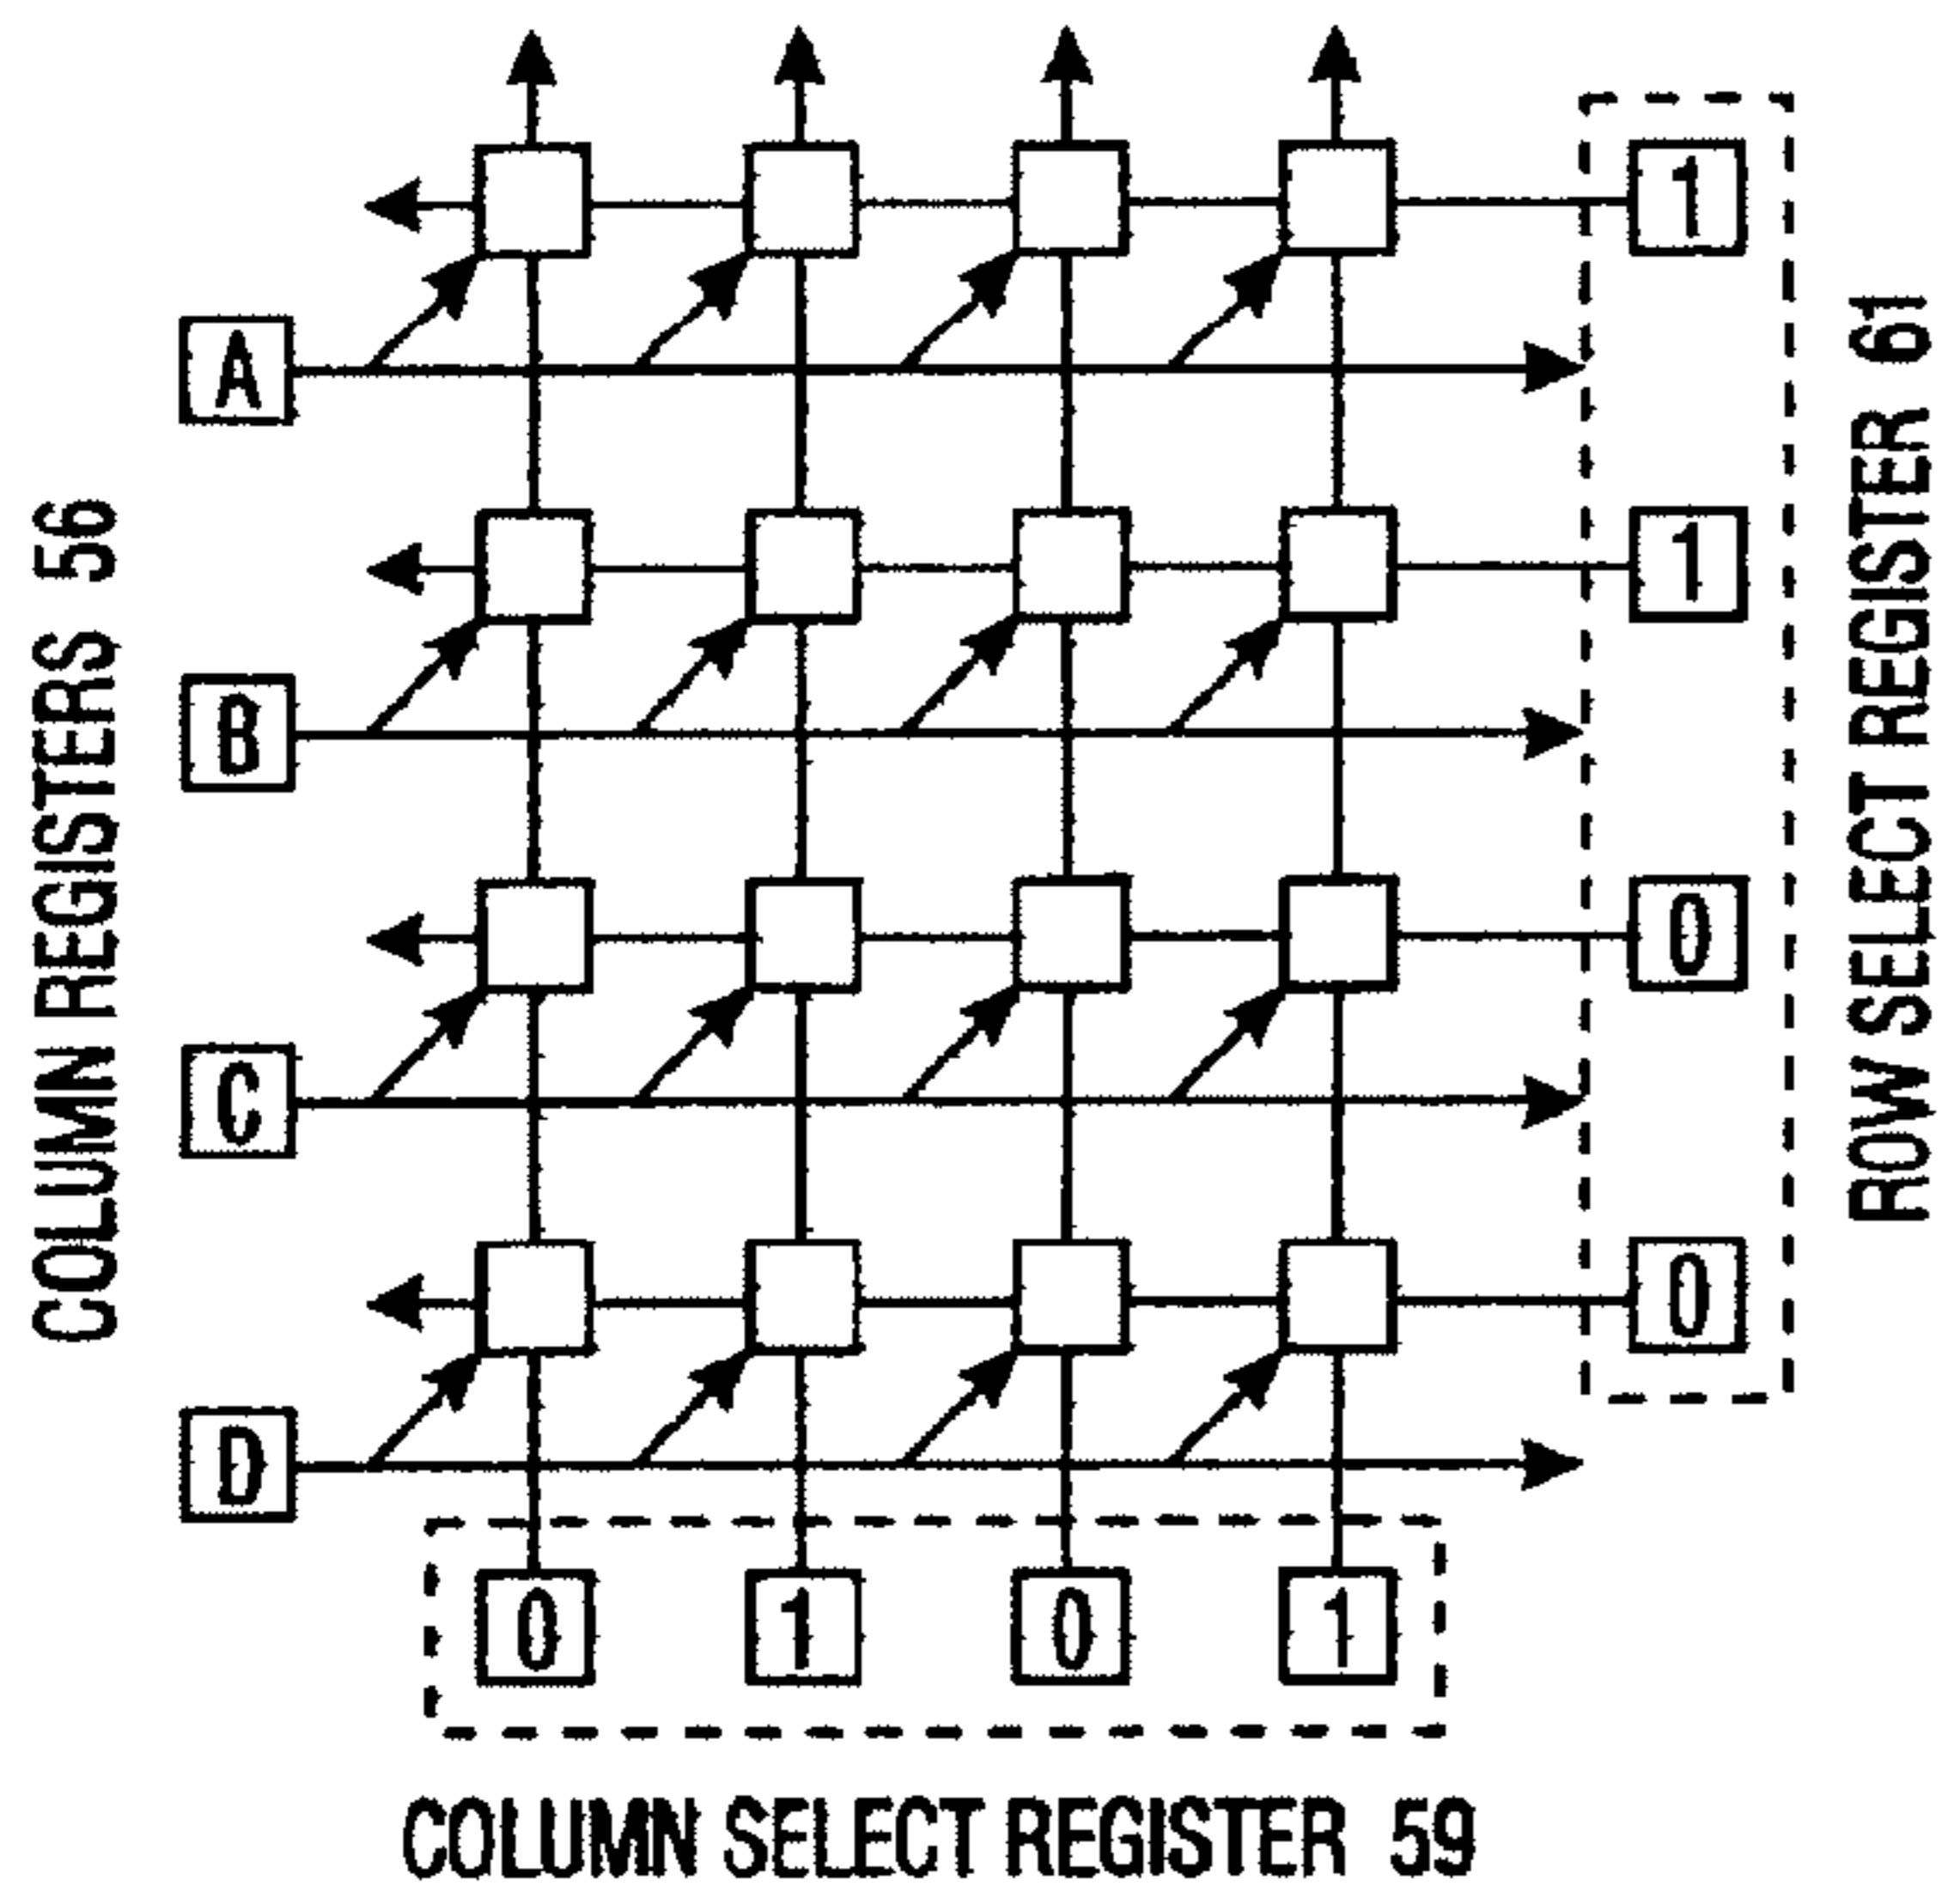 COLUMN REGISTERS 56
A
B
C
D
1
1
0
0
ROW SELECT REGISTER 61
0 1 0 1
COLUMN SELECT REGISTER 59